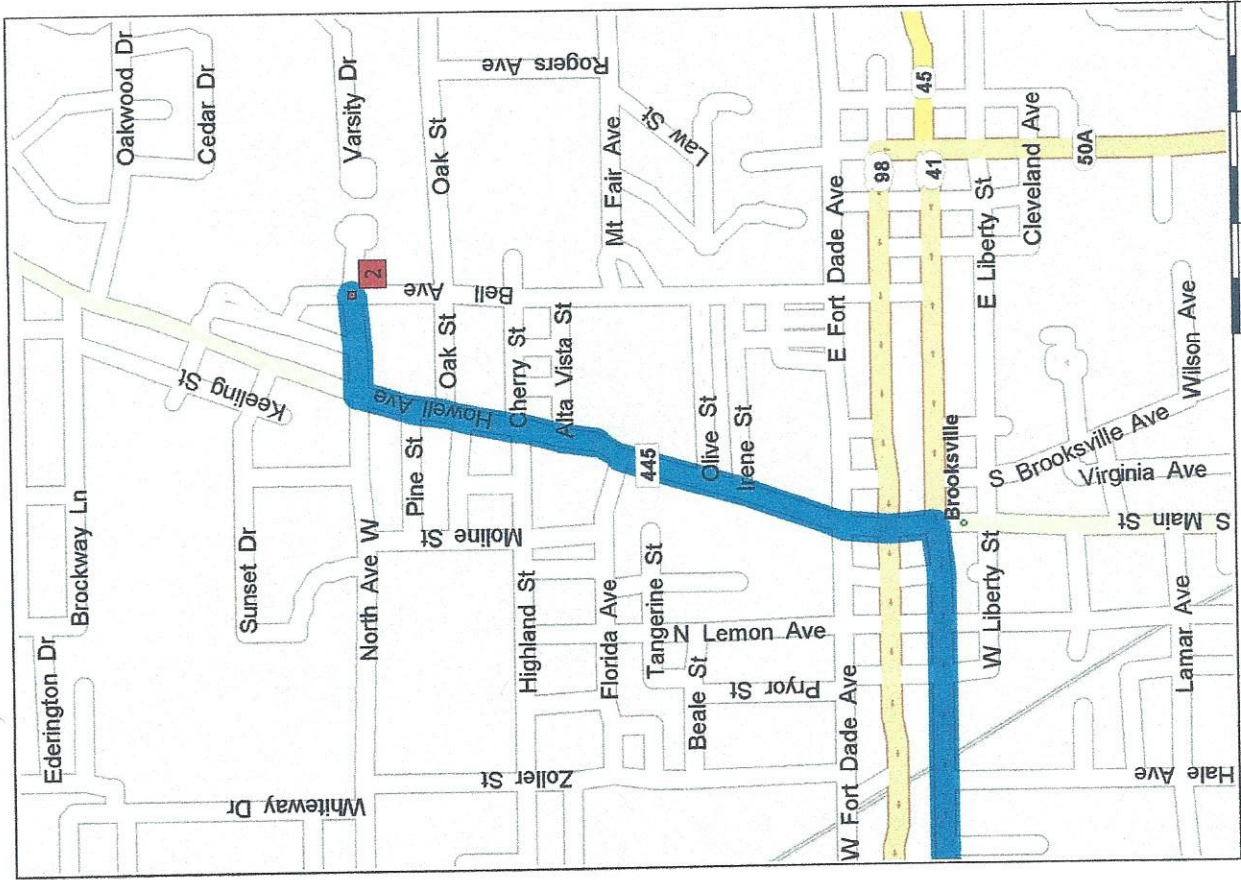 Oakwood Dr
Cedar Dr
Varsity Dr
Oak St
Rogers Ave
Law St
Mt Fair Ave
Keeling St
2
Bell Ave
Oak St
Cherry St
Alta Vista St
Howell Ave
Brockway Ln
Ederington Dr
Sunset Dr
North Ave W
Pine St
Moline St
Highland St
Florida Ave
Tangerine St
445
Olive St
Irene St
Whiteway Dr
Zoller St
Beale St
Pryor St
N Lemon Ave
W Fort Dade Ave
E Fort Dade Ave
98
41
45
50A
Brooksville
E Liberty St
Cleveland Ave
W Liberty St
S Brooksville Ave
Virginia Ave
Wilson Ave
S Main St
Lamar Ave
Hale Ave